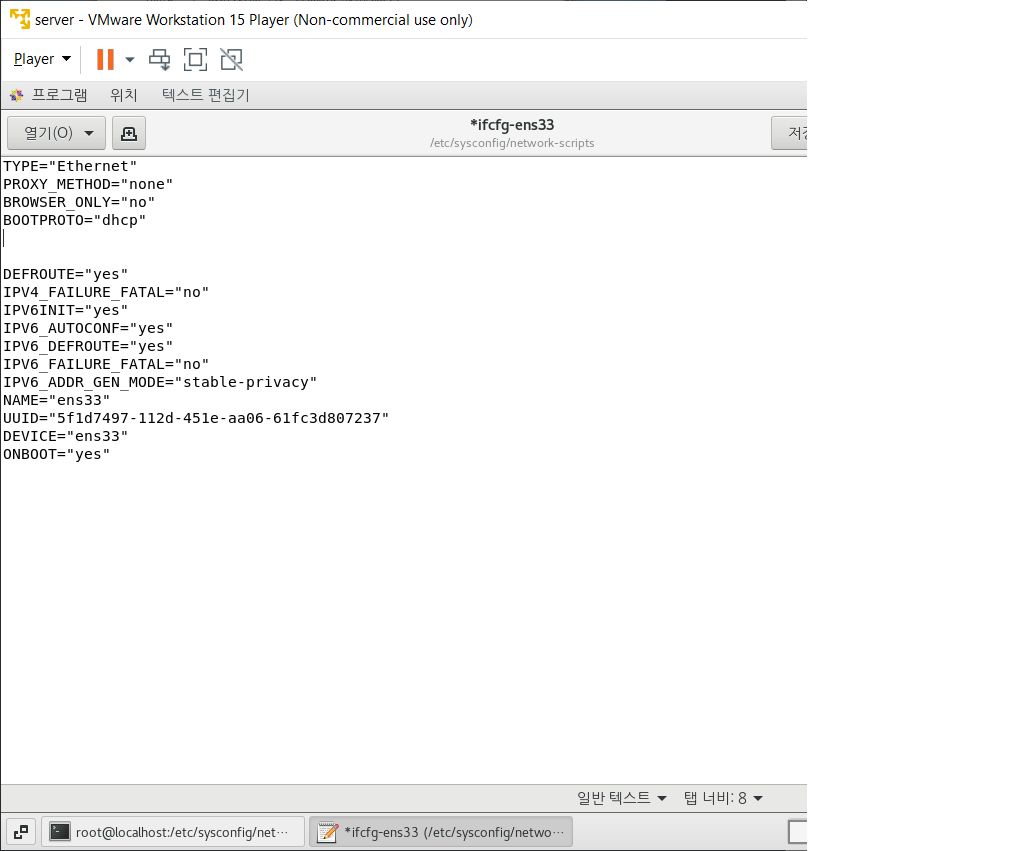 server - VMware Workstation 15 Player (Non-commercial use only)
Player
프로그램 위치 텍스트 편집기
열기(O)
*ifcfg-ens33
/etc/sysconfig/network-scripts
TYPE="Ethernet"
PROXY_METHOD="none"
BROWSER_ONLY="no"
BOOTPROTO="dhcp"
DEFROUTE="yes"
IPV4_FAILURE_FATAL="no"
IPV6INIT="yes"
IPV6_AUTOCONF="yes"
IPV6_DEFROUTE="yes"
IPV6_FAILURE_FATAL="no"
IPV6_ADDR_GEN_MODE="stable-privacy"
NAME="ens33"
UUID="5f1d7497-112d-451e-aa06-61fc3d807237"
DEVICE="ens33"
ONBOOT="yes"
일반 텍스트 탭 너비: 8
root@localhost:/etc/sysconfig/net··· *ifcfg-ens33 (/etc/sysconfig/netwo···